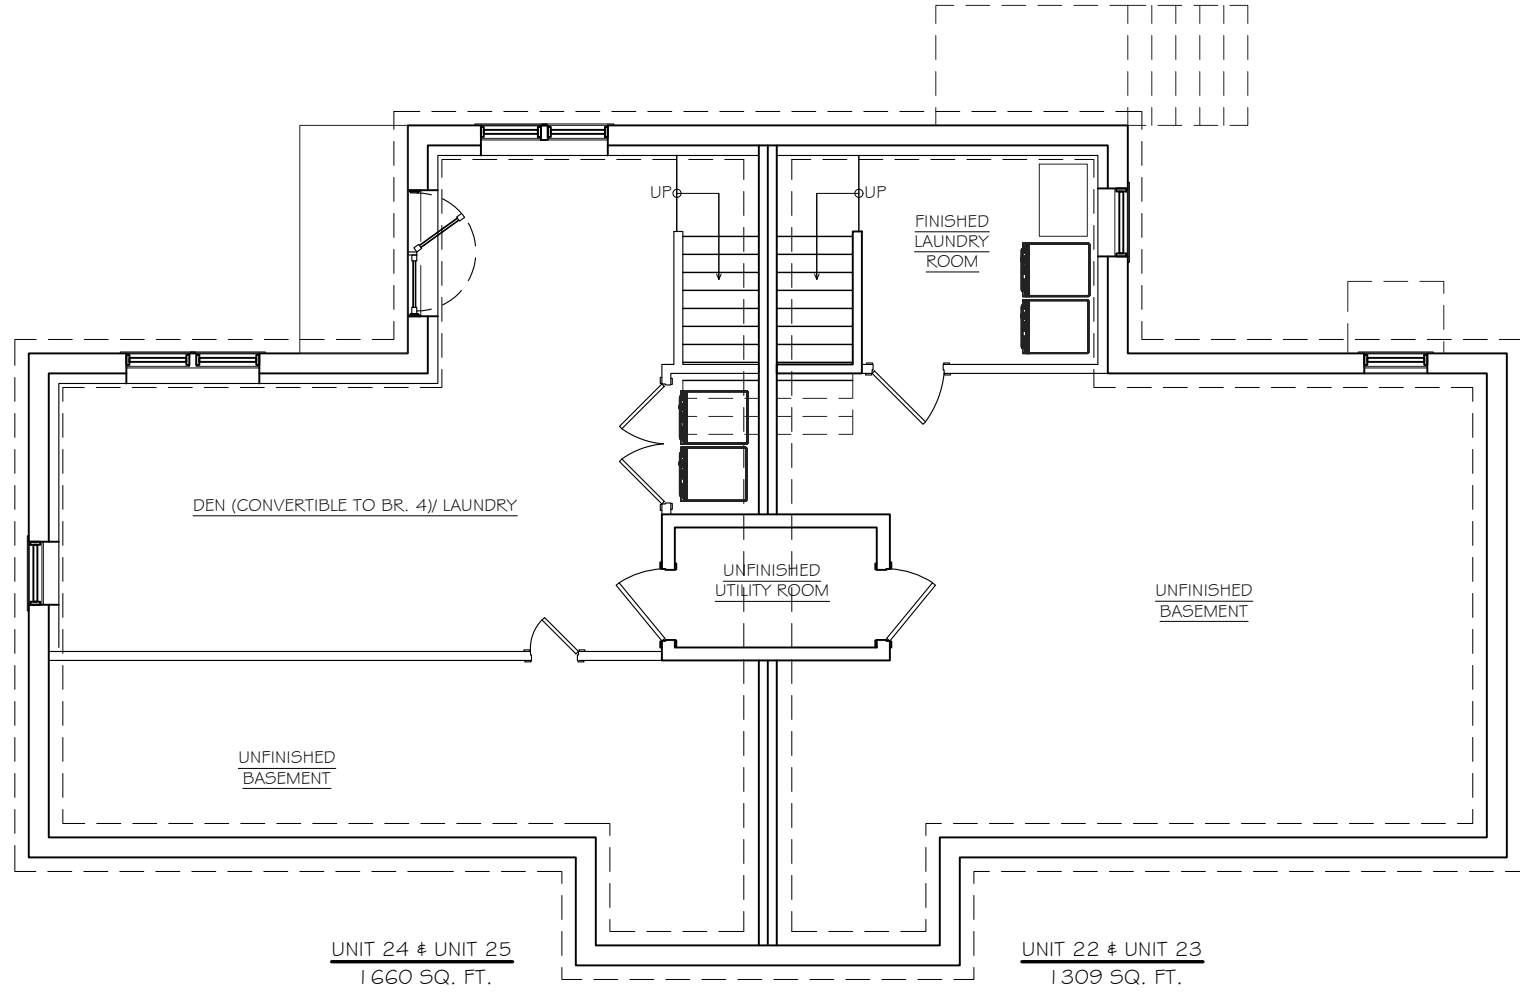 UP
UP
FINISHED
LAUNDRY
ROOM
DEN (CONVERTIBLE TO BR. 4)/ LAUNDRY
UNFINISHED
UTILITY ROOM
UNFINISHED
BASEMENT
UNFINISHED
BASEMENT
UNIT 24 & UNIT 25
1660 SQ. FT.
UNIT 22 & UNIT 23
1309 SQ. FT.